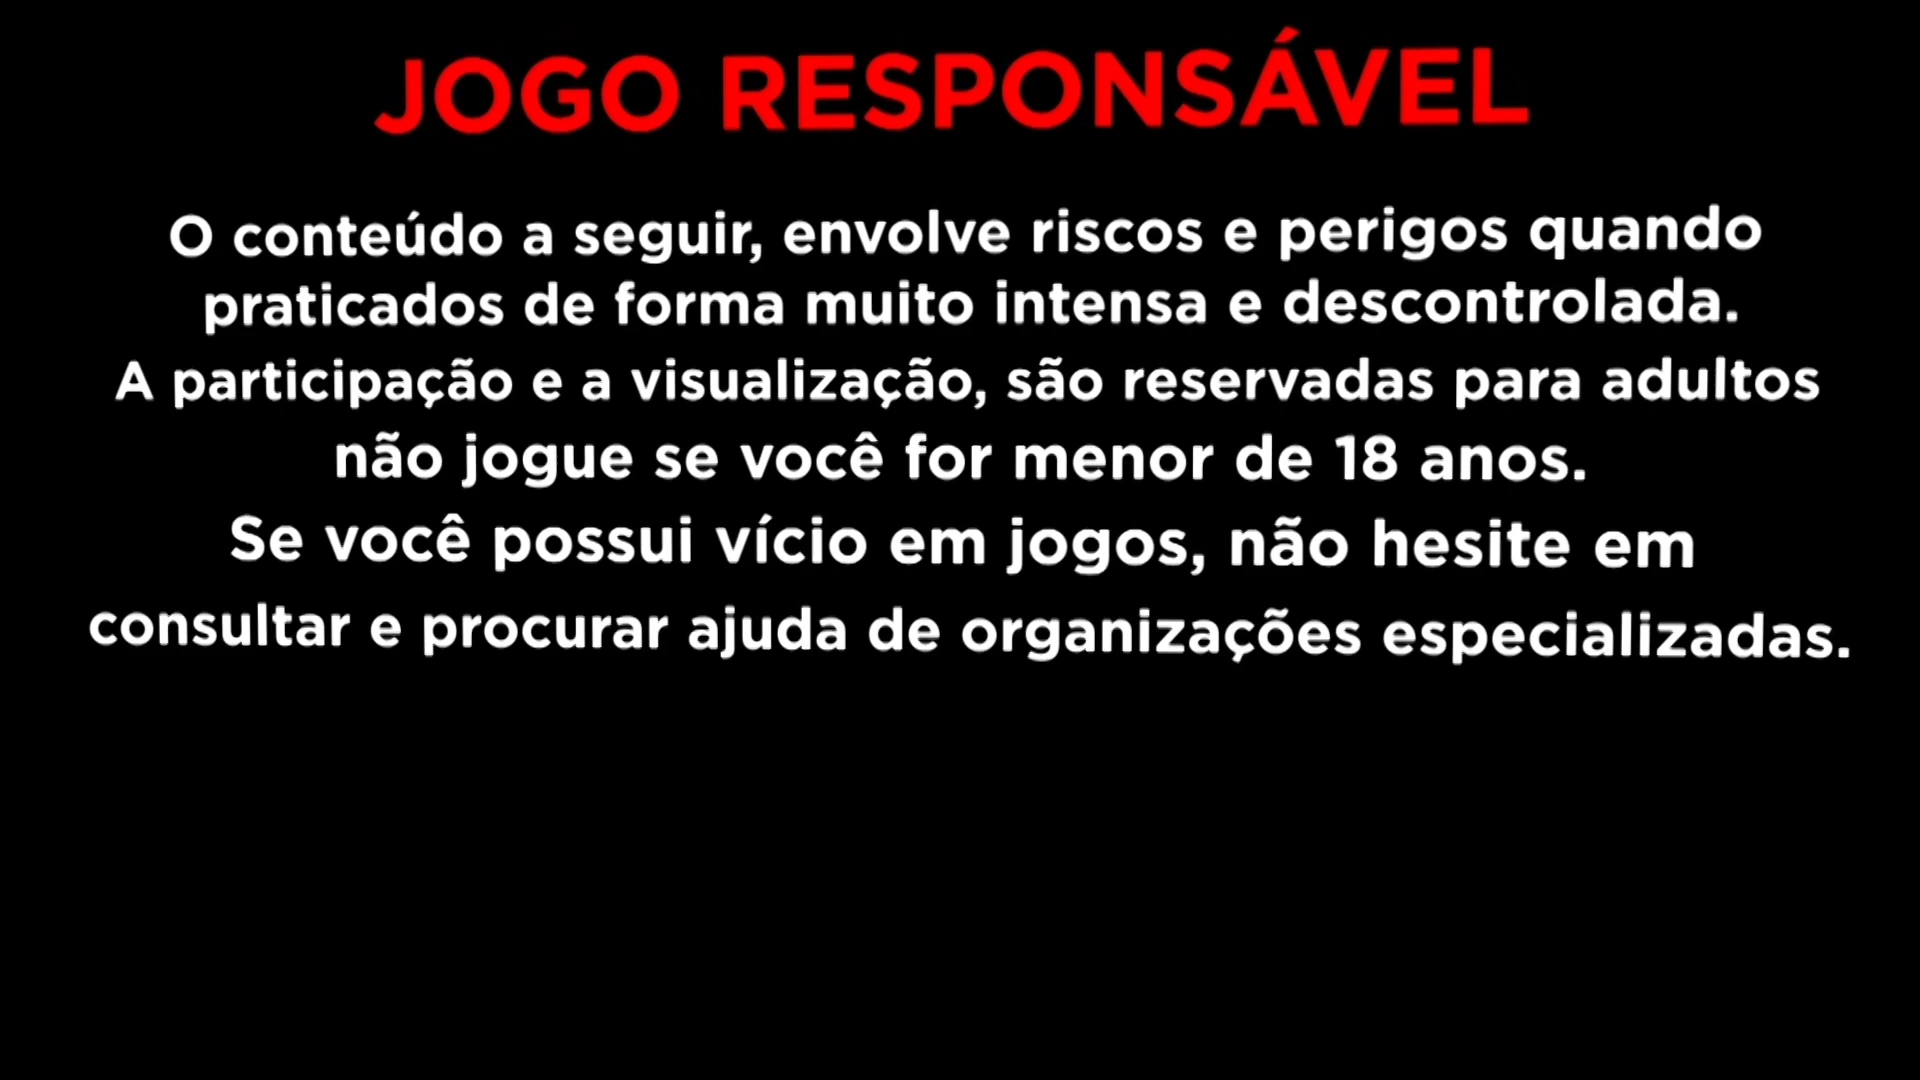 JOGO RESPONSÁVEL
O conteúdo a seguir, envolve riscos e perigos quando
praticados de forma muito intensa e descontrolada.
A participação e a visualização, são reservadas para adultos
não jogue se você for menor de 18 anos.
Se você possui vício em jogos, não hesite em
consultar e procurar ajuda de organizações especializadas.